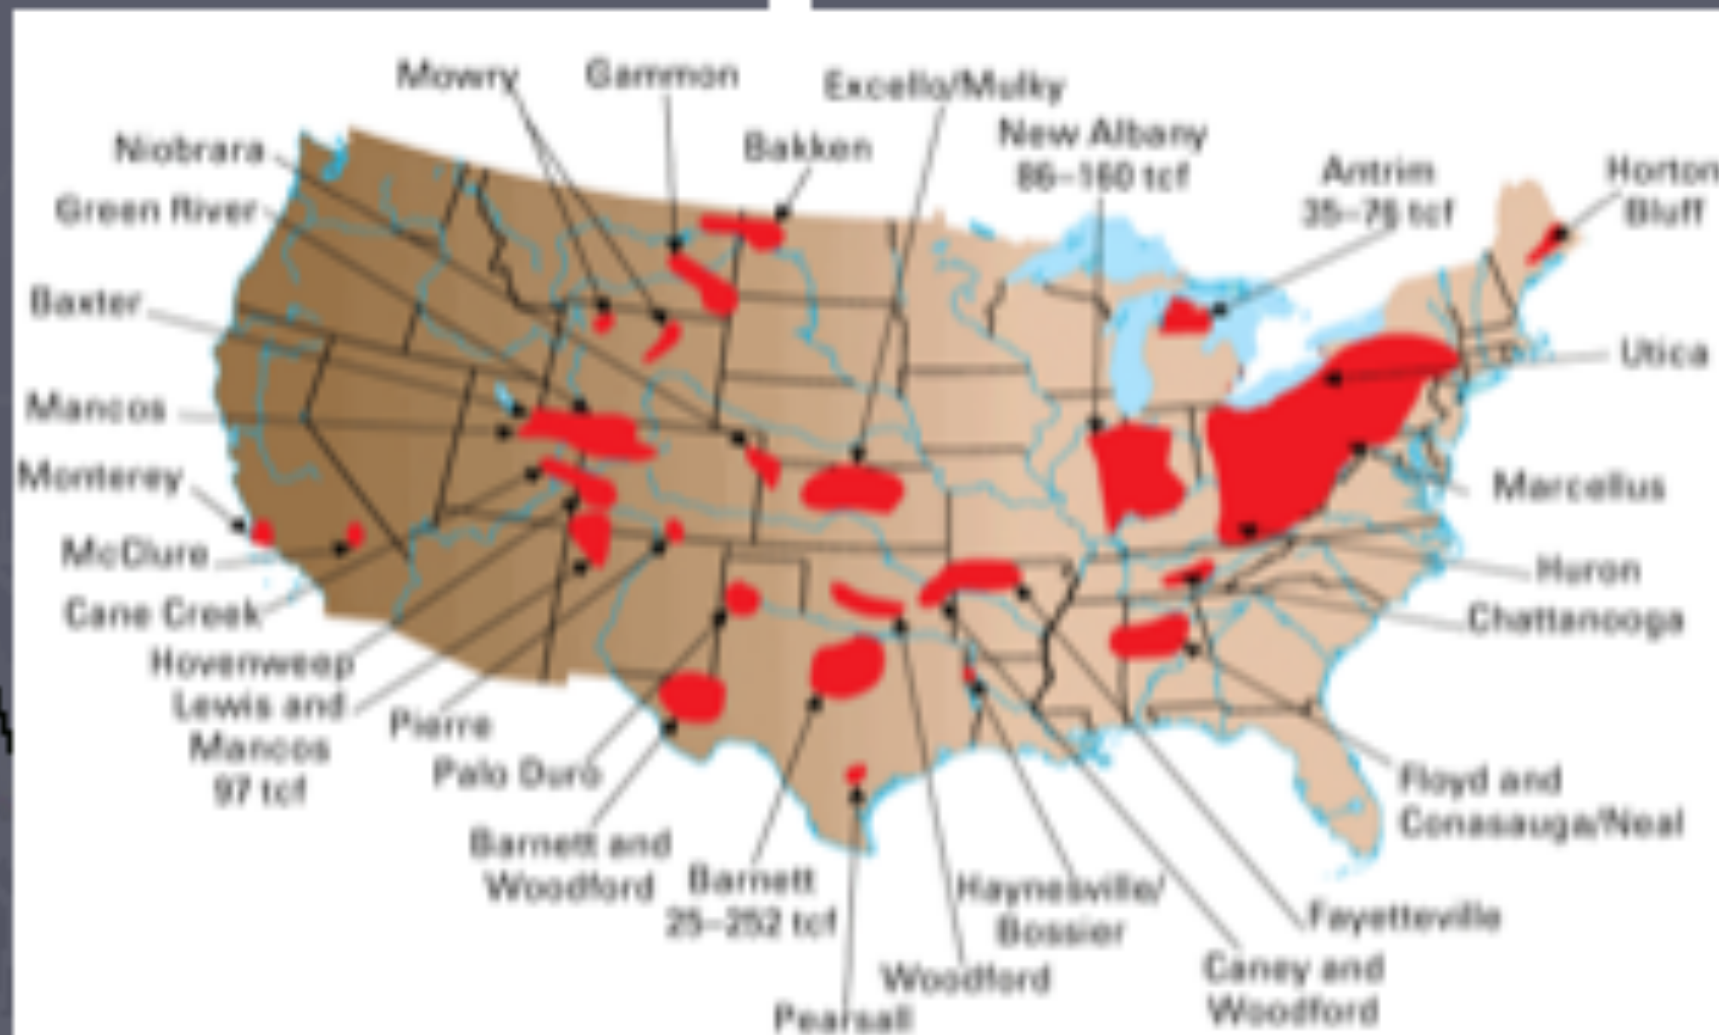 Mowry
Gammon
Excello/Mulky
Niobrara
Bakken
New Albany
86–160 tcf
Antrim
35–76 tcf
Horton
Bluff
Green River
Baxter
Utica
Mancos
Monterey
Marcellus
McClure
Huron
Cane Creek
Chattanooga
Hovenweep
Lewis and
Mancos
97 tcf
Pierre
Palo Duro
Floyd and
Conasauga/Neal
Barnett and
Woodford
Barnett
25–252 tcf
Haynesville/
Bossier
Fayetteville
Woodford
Caney and
Woodford
Pearsall